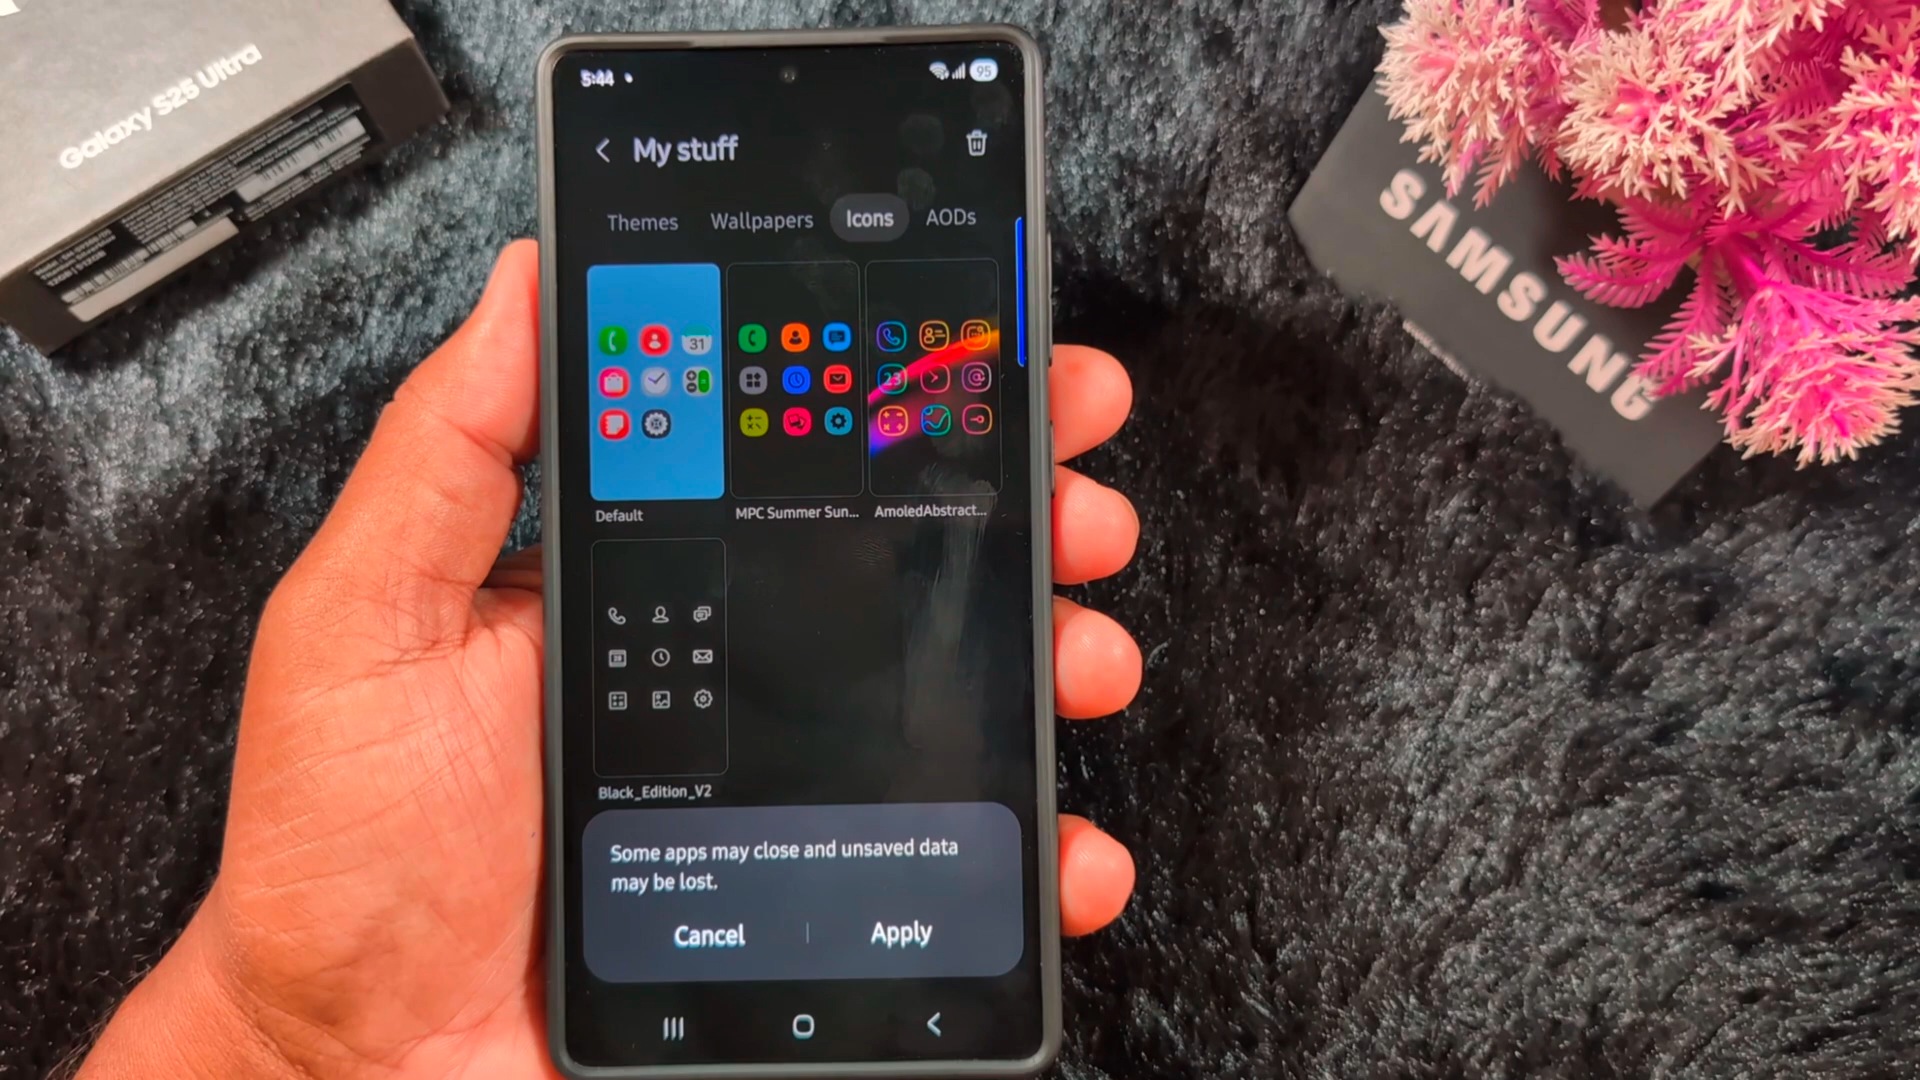 Galaxy S25 Ultra
5:44
95
My stuff
Themes
Wallpapers
Icons
AODs
31
23
Default
MPC Summer Sun...
AmoledAbstract...
Black_Edition_V2
Some apps may close and unsaved data
may be lost.
Cancel
Apply
SAMSUNG